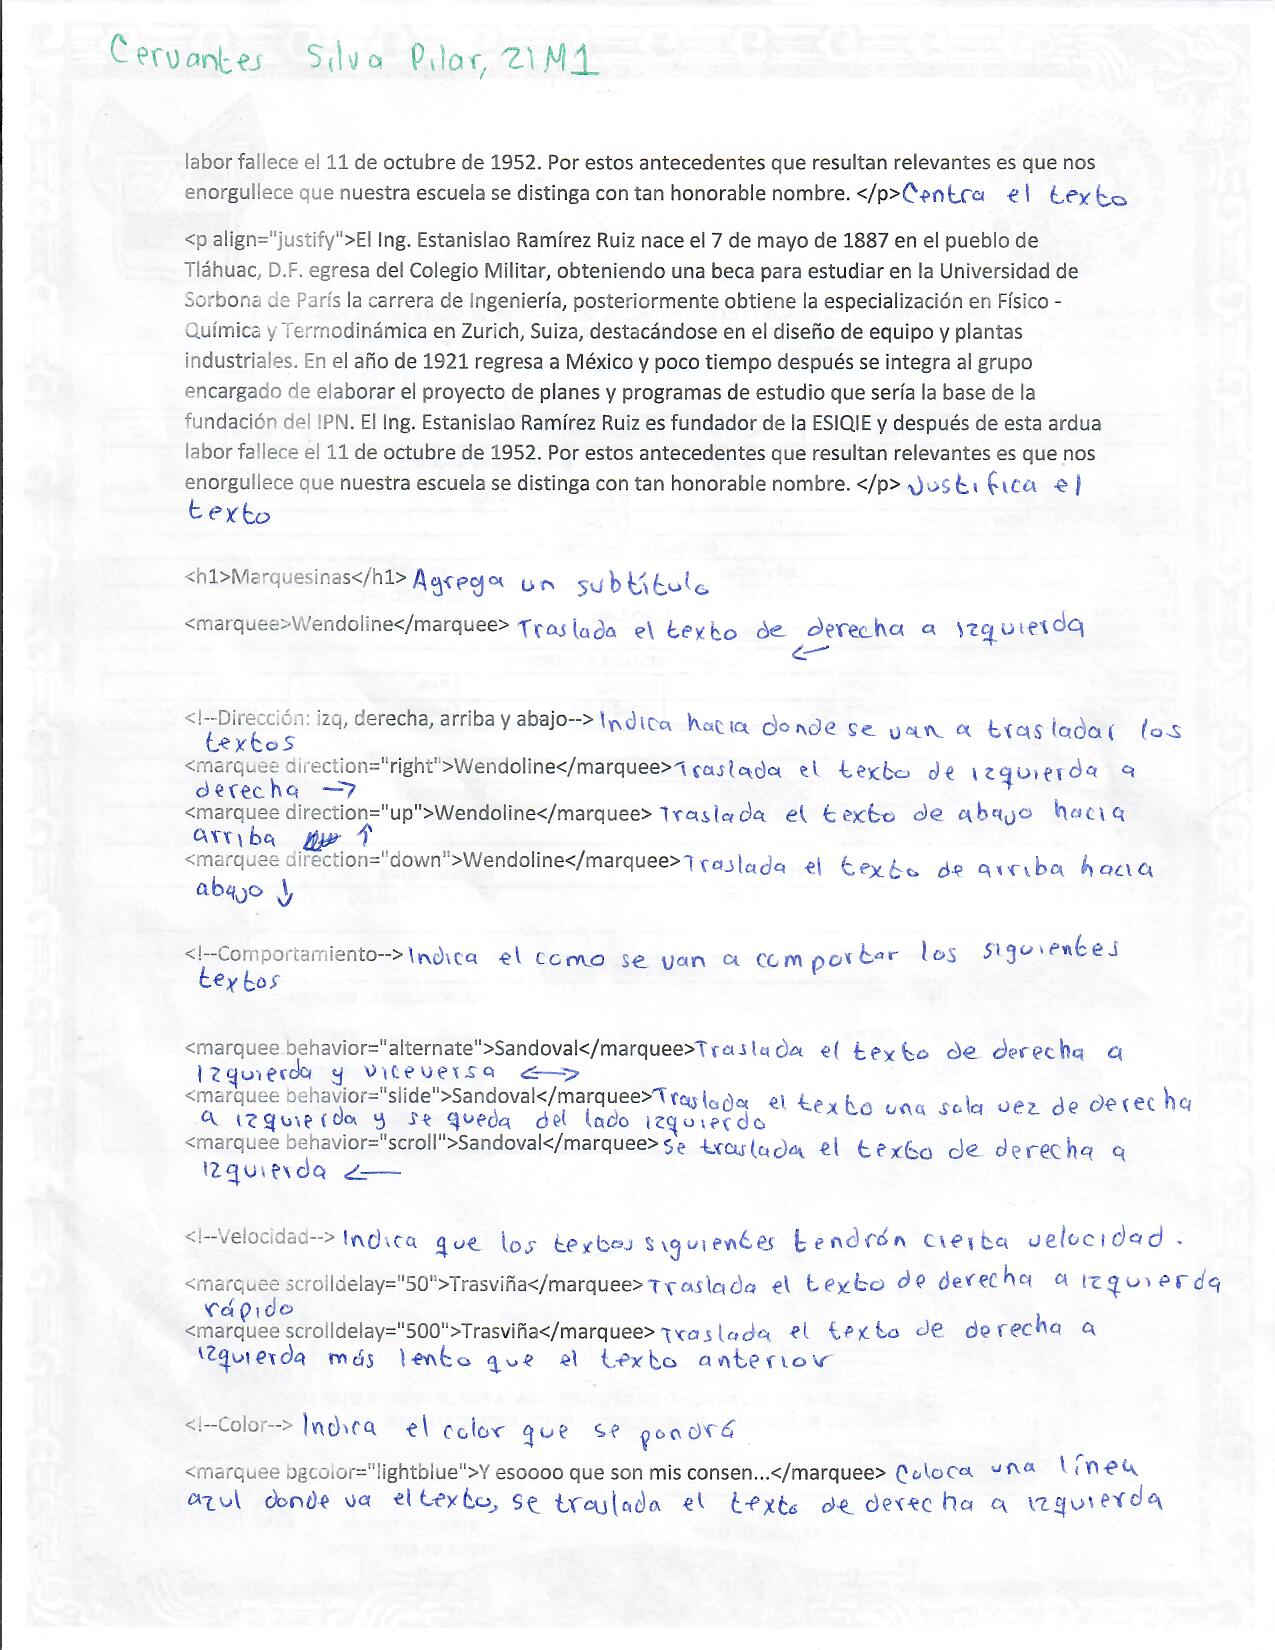 Cervantes Silva Pilar, 21M1
labor fallece el 11 de octubre de 1952. Por estos antecedentes que resultan relevantes es que nos
enorgullece que nuestra escuela se distinga con tan honorable nombre. </p>Centra el texto
<p align="justify">El Ing. Estanislao Ramírez Ruiz nace el 7 de mayo de 1887 en el pueblo de
Tláhuac, D.F. egresa del Colegio Militar, obteniendo una beca para estudiar en la Universidad de
Sorbona de París la carrera de Ingeniería, posteriormente obtiene la especialización en Físico -
Química y Termodinámica en Zurich, Suiza, destacándose en el diseño de equipo y plantas
industriales. En el año de 1921 regresa a México y poco tiempo después se integra al grupo
encargado de elaborar el proyecto de planes y programas de estudio que sería la base de la
fundación del IPN. El Ing. Estanislao Ramírez Ruiz es fundador de la ESIQIE y después de esta ardua
labor fallece el 11 de octubre de 1952. Por estos antecedentes que resultan relevantes es que nos
enorgullece que nuestra escuela se distinga con tan honorable nombre. </p> Justifica el
texto
<h1>Marquesinas</h1> Agrega un subtítulo
<marquee>Wendoline</marquee> Traslada el texto de derecha a izquierda
←
<!--Dirección: izq, derecha, arriba y abajo--> Indica hacia donde se van a trasladar los
textos
<marquee direction="right">Wendoline</marquee>Traslada el texto de izquierda a
derecha →
<marquee direction="up">Wendoline</marquee> Traslada el texto de abajo hacia
arriba ↑
<marquee direction="down">Wendoline</marquee>Traslada el texto de arriba hacia
abajo ↓
<!--Comportamiento-->Indica el como se van a comportar los siguientes
textos
<marquee behavior="alternate">Sandoval</marquee>Traslada el texto de derecha a
izquierda y viceversa ↔
<marquee behavior="slide">Sandoval</marquee>Traslada el texto una sola vez de derecha
a izquierda y se queda del lado izquierdo
<marquee behavior="scroll">Sandoval</marquee>Se traslada el texto de derecha a
izquierda ←
<!--Velocidad--> Indica que los textos siguientes tendrán cierta velocidad.
<marquee scrolldelay="50">Trasviña</marquee>Traslada el texto de derecha a izquierda
rápido
<marquee scrolldelay="500">Trasviña</marquee> Traslada el texto de derecha a
izquierda más lento que el texto anterior
<!--Color--> Indica el color que se pondrá
<marquee bgcolor="lightblue">Y esoooo que son mis consen...</marquee> Coloca una línea
azul donde va el texto, se traslada el texto de derecha a izquierda